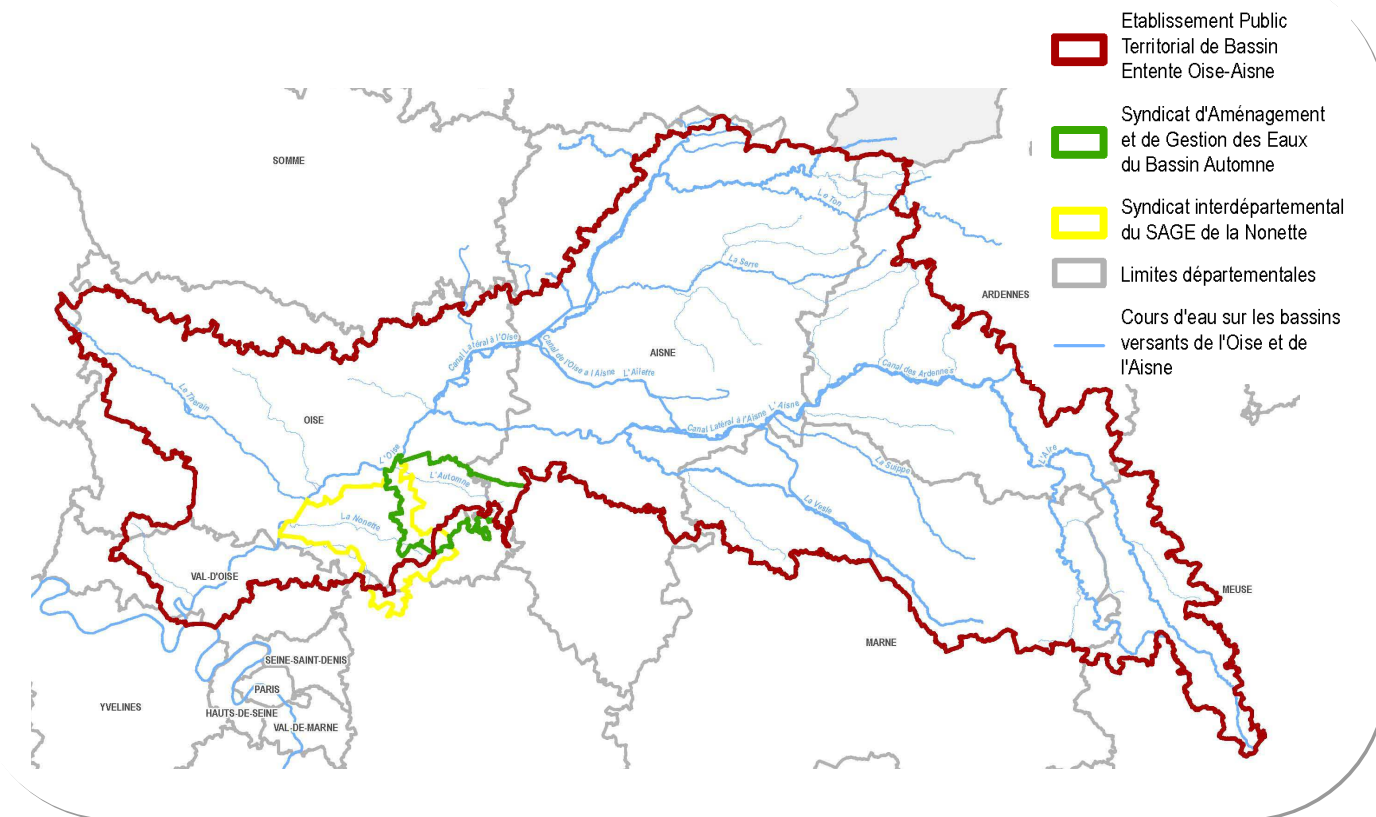 Etablissement Public
Territorial de Bassin
Entente Oise-Aisne
Syndicat d'Aménagement
et de Gestion des Eaux
du Bassin Automne
Syndicat interdépartemental
du SAGE de la Nonette
Limites départementales
Cours d'eau sur les bassins
versants de l'Oise et de
l'Aisne
SOMME
Le Ton
La Serre
ARDENNES
Canal Latéral à l'Oise
Canal de l'Oise à l'Aisne
L'Ailette
AISNE
Canal des Ardennes
Le Thérain
OISE
Canal Latéral à l'Aisne
L'Aisne
L'Oise
L'Automne
La Suippe
L'Aire
La Nonette
La Vesle
VAL-D'OISE
MEUSE
MARNE
SEINE-SAINT-DENIS
PARIS
YVELINES
HAUTS-DE-SEINE
VAL-DE-MARNE